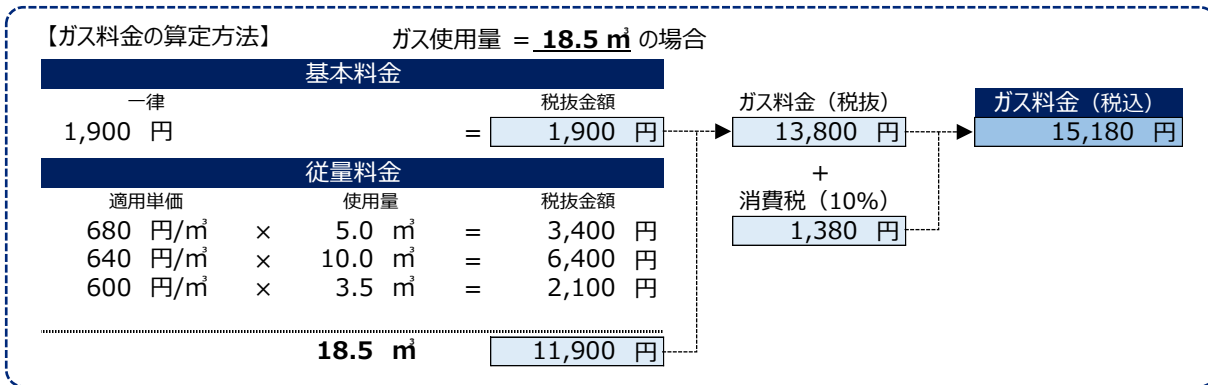 【ガス料金の算定方法】 ガス使用量 = 18.5 ㎥ の場合
基本料金
一律 税抜金額
1,900 円 = 1,900 円
ガス料金（税抜）
13,800 円
+
消費税（10%）
1,380 円
ガス料金（税込）
15,180 円
従量料金
適用単価 使用量 税抜金額
680 円/㎥ × 5.0 ㎥ = 3,400 円
640 円/㎥ × 10.0 ㎥ = 6,400 円
600 円/㎥ × 3.5 ㎥ = 2,100 円
18.5 ㎥ 11,900 円